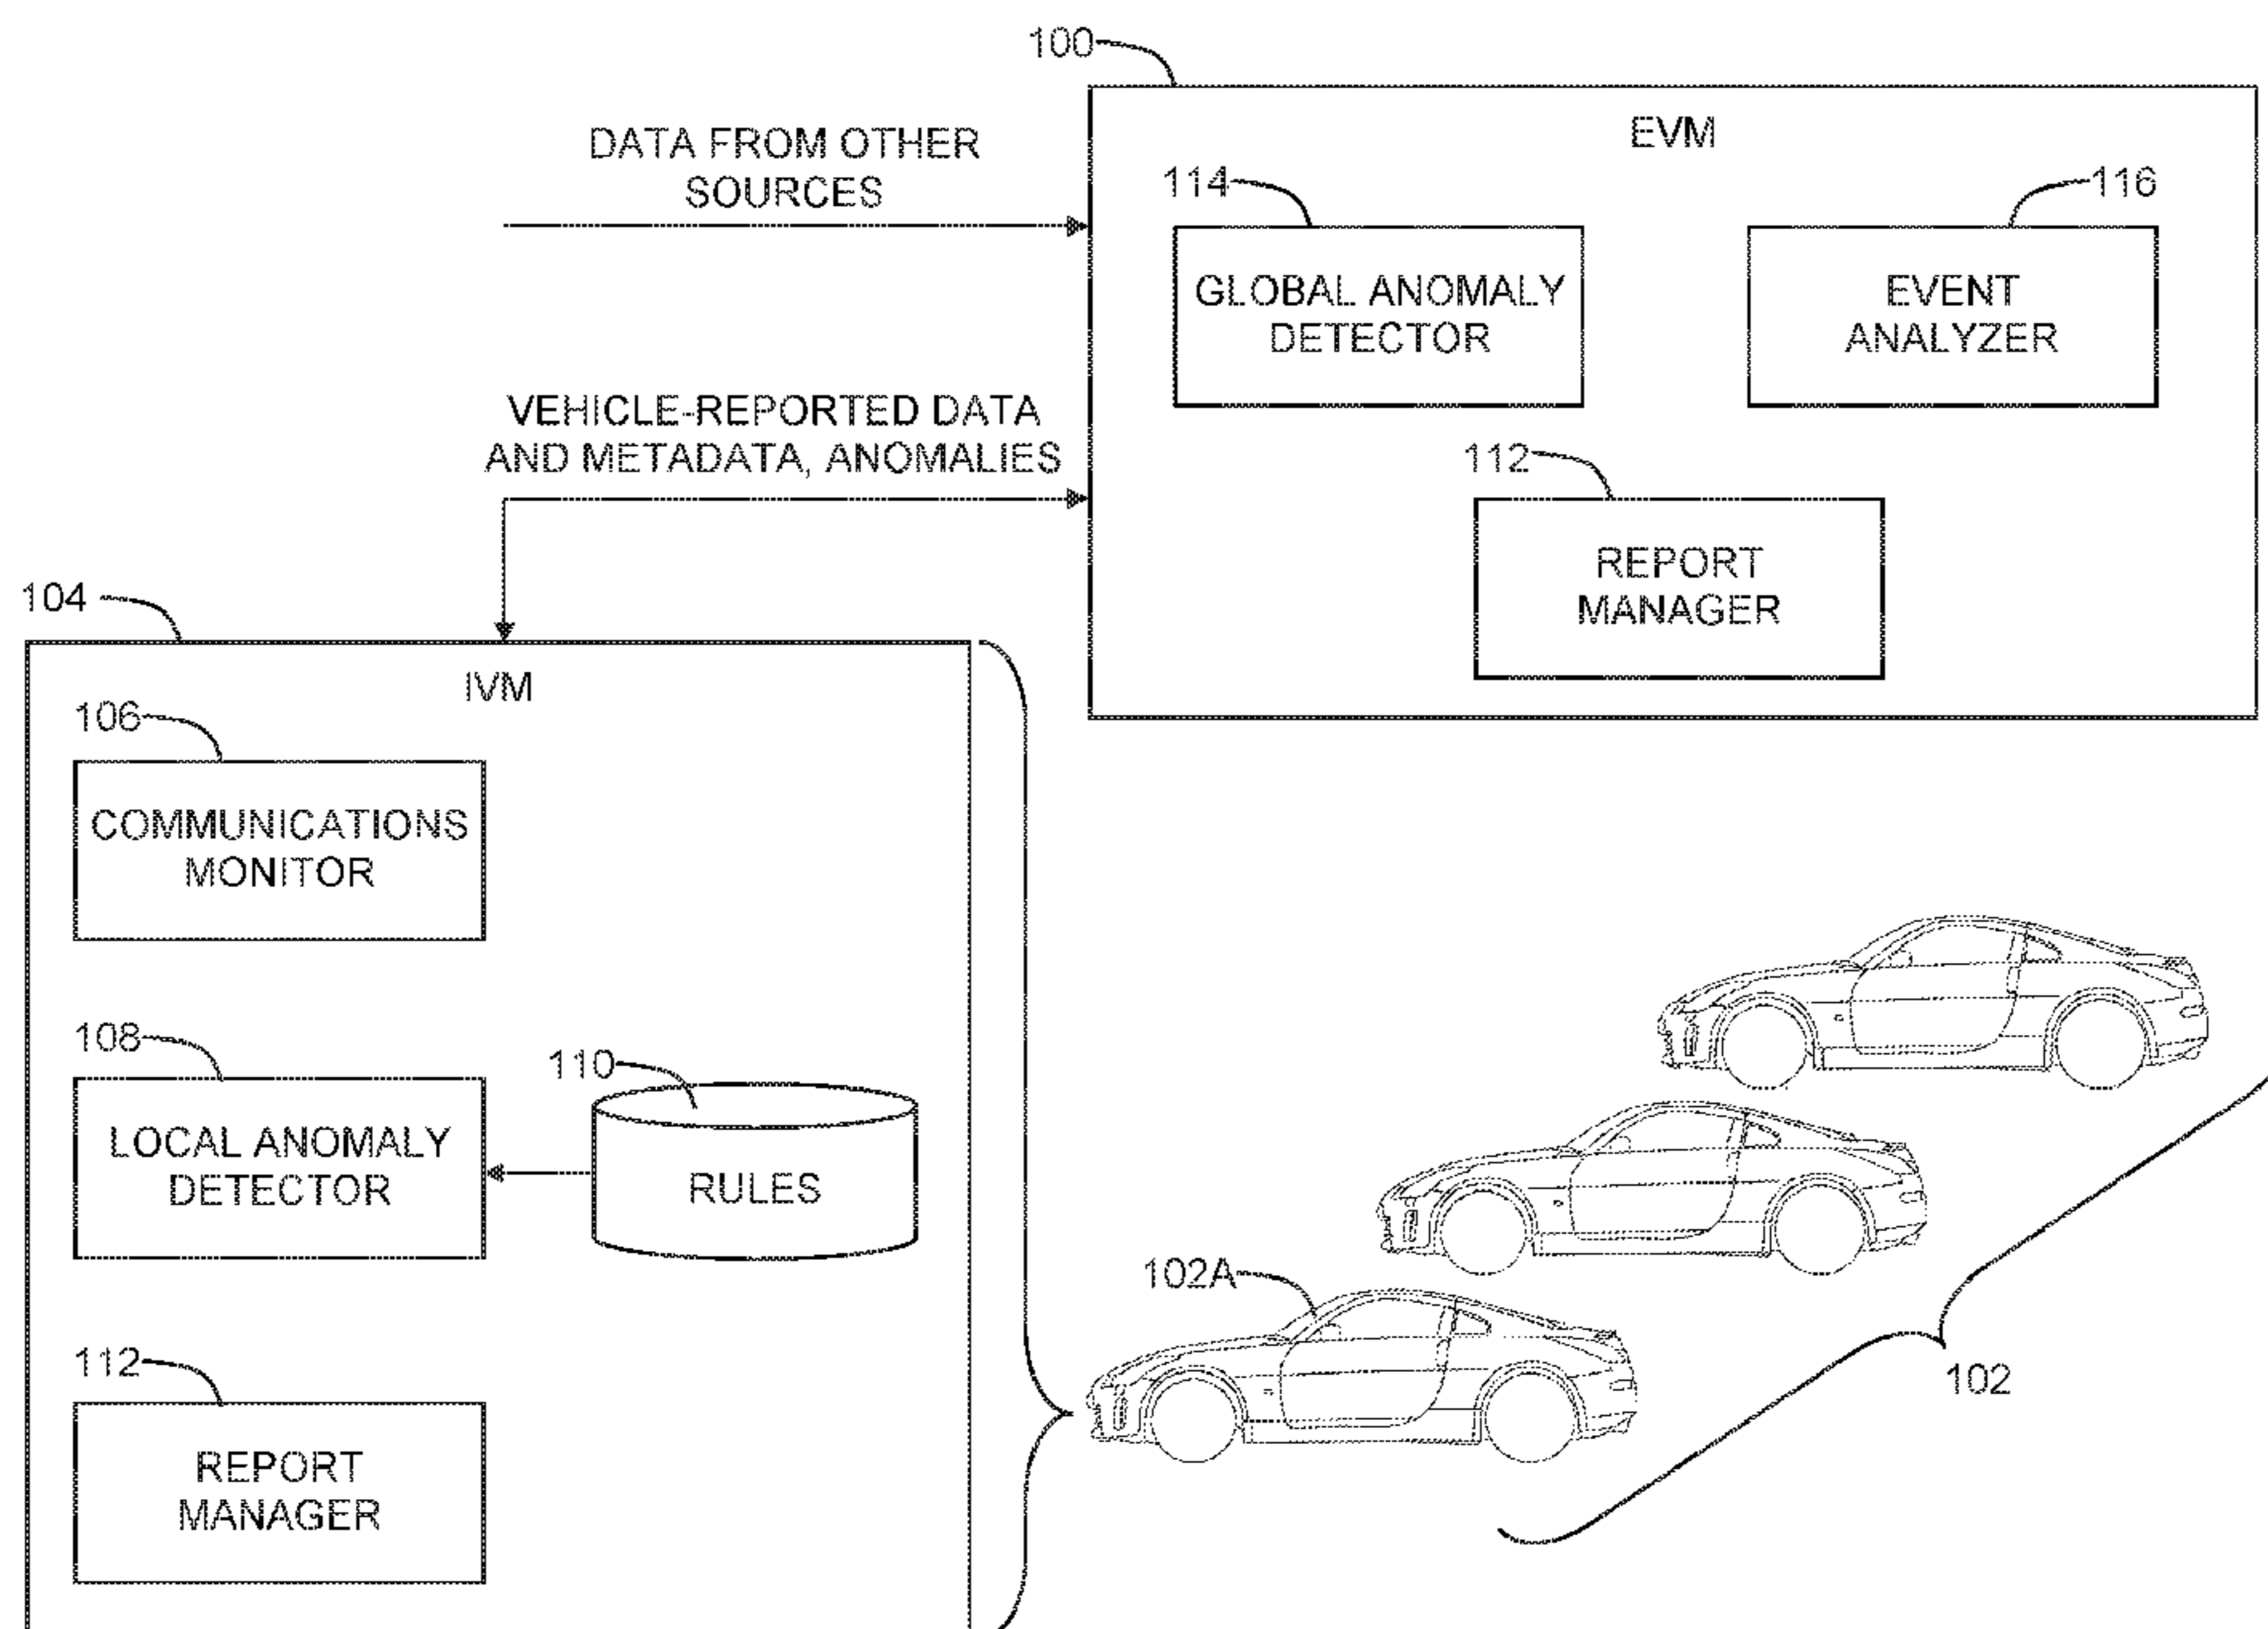 100
EVM
DATA FROM OTHER
SOURCES
114
116
GLOBAL ANOMALY
DETECTOR
EVENT
ANALYZER
VEHICLE-REPORTED DATA
AND METADATA, ANOMALIES
112
REPORT
MANAGER
104
IVM
106
COMMUNICATIONS
MONITOR
108
110
LOCAL ANOMALY
DETECTOR
RULES
102A
102
112
REPORT
MANAGER